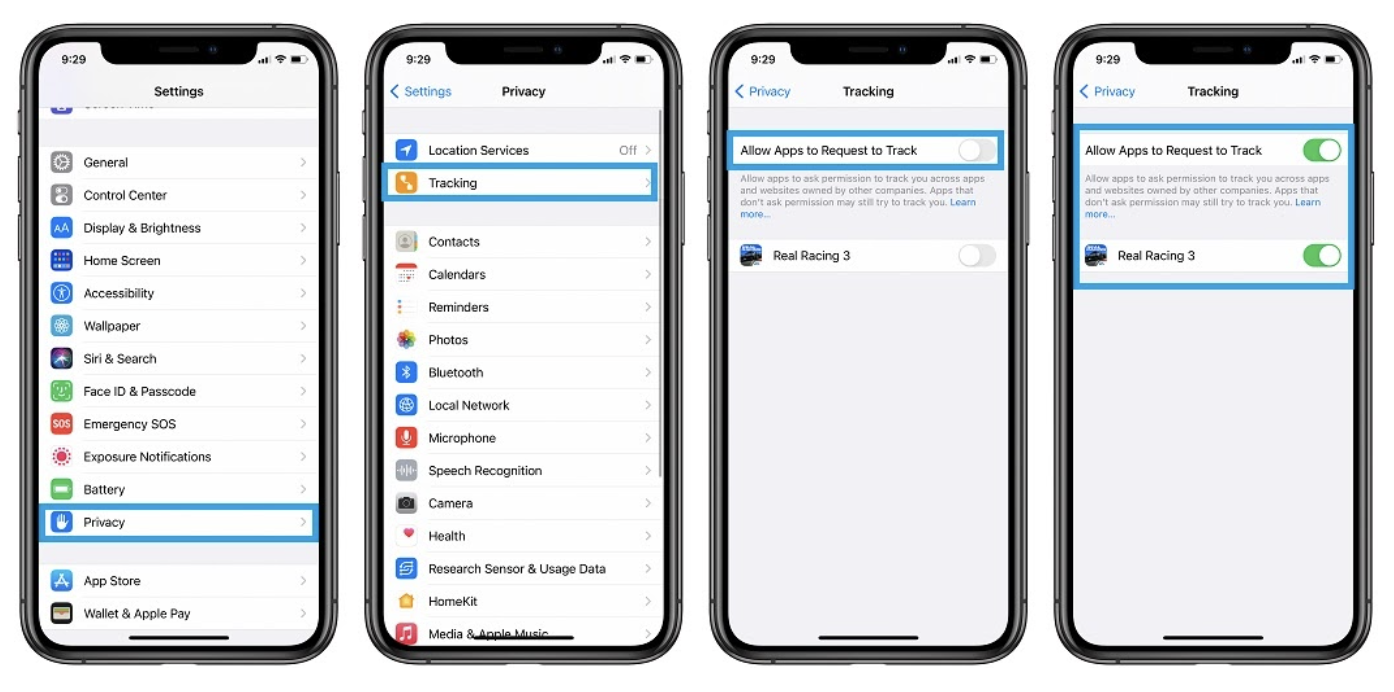 9:29
Settings
General
Control Center
AA
Display & Brightness
Home Screen
Accessibility
Wallpaper
Siri & Search
Face ID & Passcode
SOS
Emergency SOS
Exposure Notifications
Battery
Privacy
App Store
Wallet & Apple Pay
9:29
Settings
Privacy
Location Services
Off
Tracking
Contacts
Calendars
Reminders
Photos
Bluetooth
Local Network
Microphone
Speech Recognition
Camera
Health
Research Sensor & Usage Data
HomeKit
Media & Apple Music
9:29
Privacy
Tracking
Allow Apps to Request to Track
Allow apps to ask permission to track you across apps
and websites owned by other companies. Apps that
don't ask permission may still try to track you. Learn
more...
Real Racing 3
9:29
Privacy
Tracking
Allow Apps to Request to Track
Allow apps to ask permission to track you across apps
and websites owned by other companies. Apps that
don't ask permission may still try to track you. Learn
more...
Real Racing 3